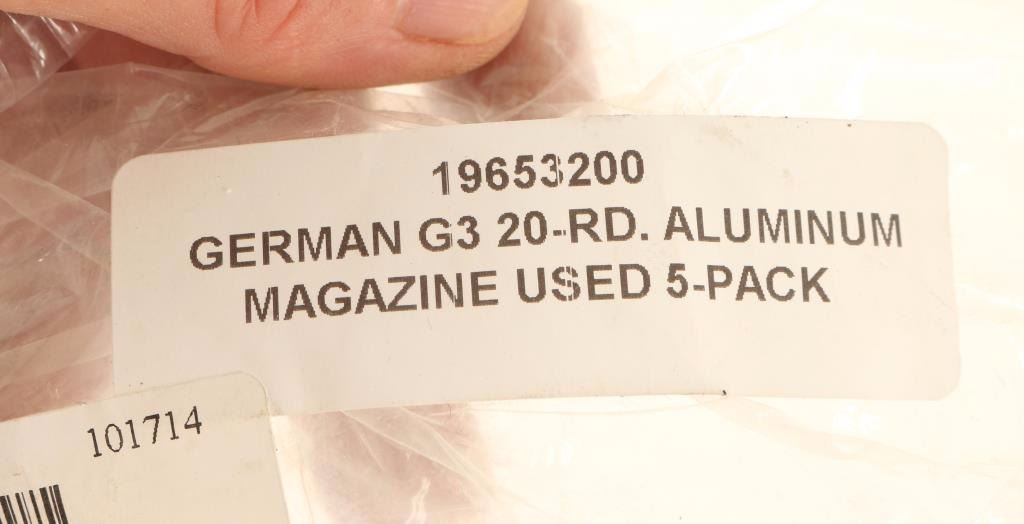 19653200
GERMAN G3 20-RD. ALUMINUM
MAGAZINE USED 5-PACK
101714